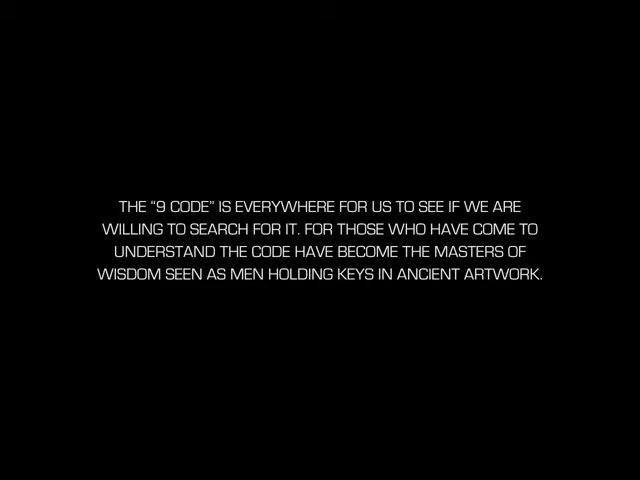 THE “9 CODE” IS EVERYWHERE FOR US TO SEE IF WE ARE
WILLING TO SEARCH FOR IT. FOR THOSE WHO HAVE COME TO
UNDERSTAND THE CODE HAVE BECOME THE MASTERS OF
WISDOM SEEN AS MEN HOLDING KEYS IN ANCIENT ARTWORK.